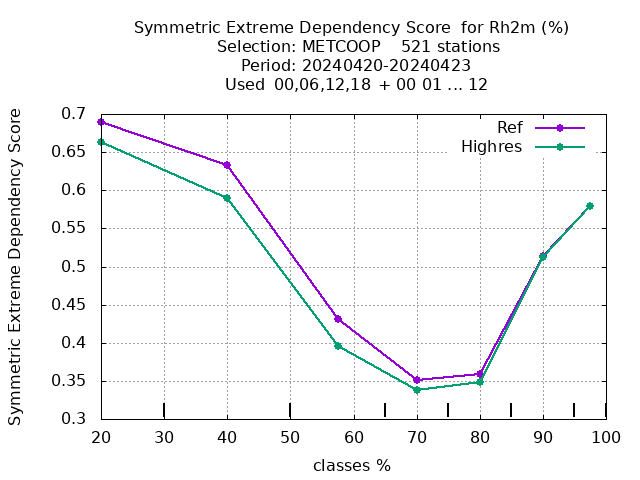 Symmetric Extreme Dependency Score  for Rh2m (%)
Selection: METCOOP    521 stations
Period: 20240420-20240423
Used  00,06,12,18 + 00 01 ... 12
Symmetric Extreme Dependency Score
0.7
0.65
0.6
0.55
0.5
0.45
0.4
0.35
0.3
Ref
Highres
20 30 40 50 60 70 80 90 100
classes %